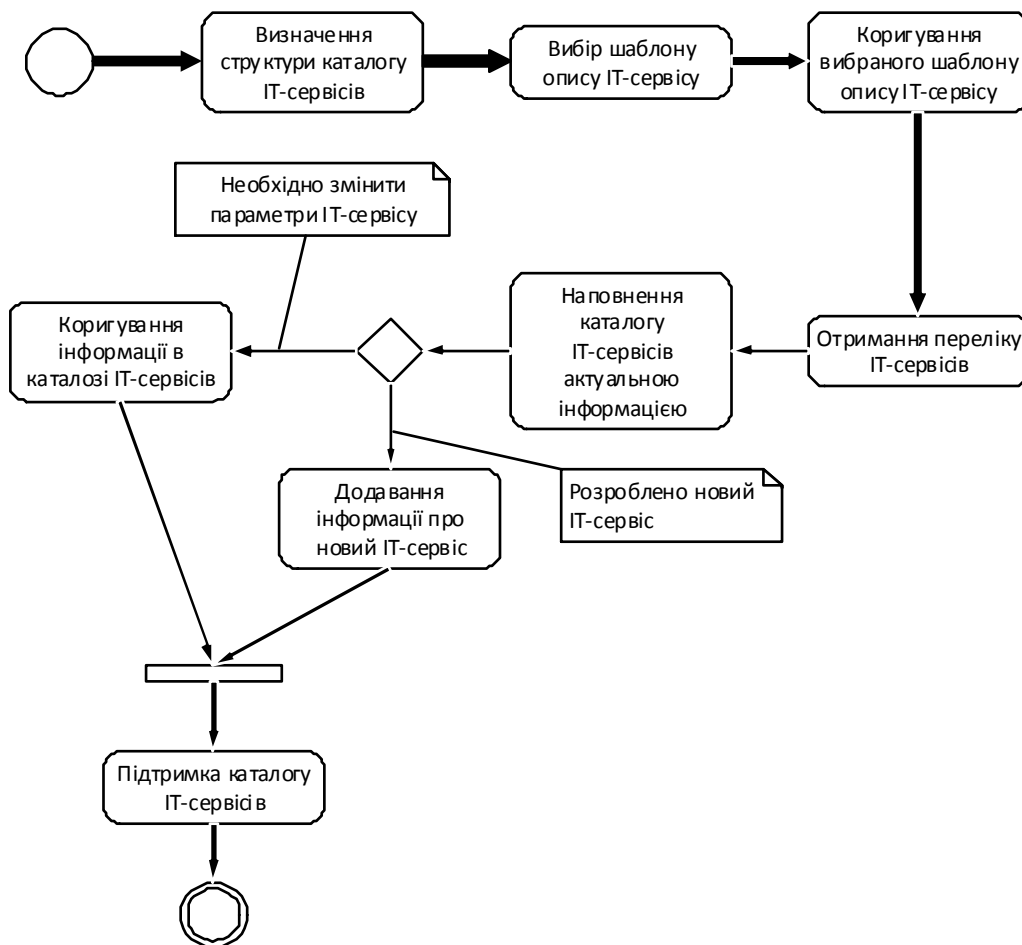 Визначення
структури каталогу
ІТ-сервісів
Вибір шаблону
опису ІТ-сервісу
Коригування
вибраного шаблону
опису ІТ-сервісу
Необхідно змінити
параметри ІТ-сервісу
Коригування
інформації в
каталозі ІТ-сервісів
Наповнення
каталогу
ІТ-сервісів
актуальною
інформацією
Отримання переліку
ІТ-сервісів
Додавання
інформації про
новий ІТ-сервіс
Розроблено новий
ІТ-сервіс
Підтримка каталогу
ІТ-сервісів